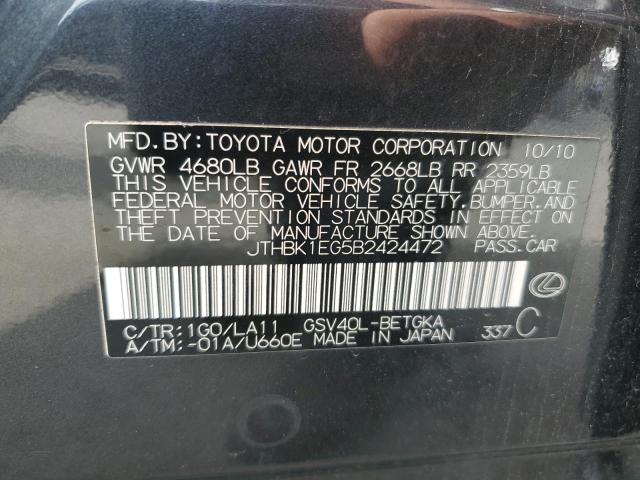 MFD.BY:TOYOTA MOTOR CORPORATION 10/10
GVWR 4680LB GAWR FR 2668LB RR 2359LB
THIS VEHICLE CONFORMS TO ALL APPLICABLE
FEDERAL MOTOR VEHICLE SAFETY,BUMPER,AND
THEFT PREVENTION STANDARDS IN EFFECT ON
THE DATE OF MANUFACTURE SHOWN ABOVE.
JTHBK1EG5B2424472 PASS.CAR
C/TR:1G0/LA11 GSV40L-BETGKA
A/TM:-01A/U660E MADE IN JAPAN 337 C